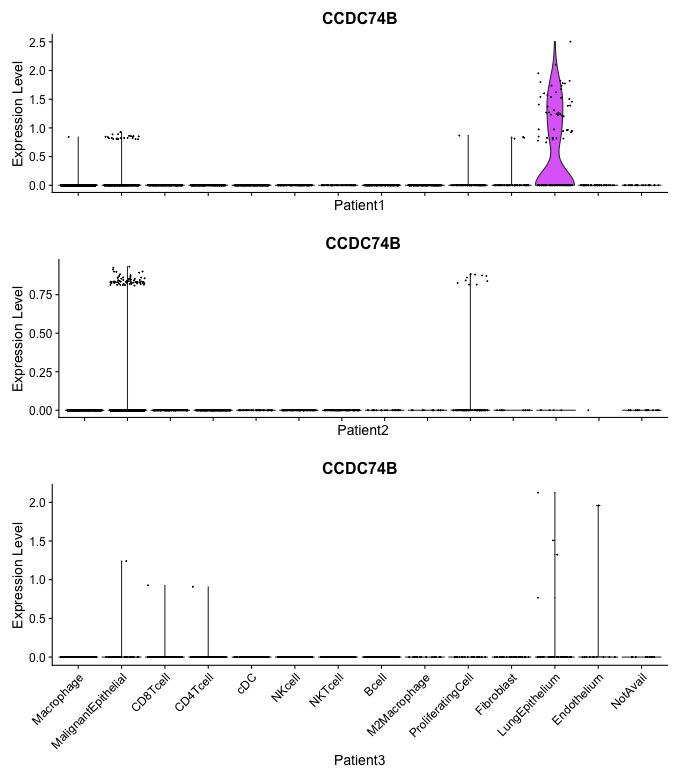 CCDC74B
Expression Level
2.5
2.0
1.5
1.0
0.5
0.0
Patient1
CCDC74B
Expression Level
0.75
0.50
0.25
0.00
Patient2
CCDC74B
Expression Level
2.0
1.5
1.0
0.5
0.0
Macrophage
MalignantEpithelial
CD8Tcell
CD4Tcell
cDC
NKcell
NKTcell
Bcell
M2Macrophage
ProliferatingCell
Fibroblast
LungEpithelium
Endothelium
NotAvail
Patient3